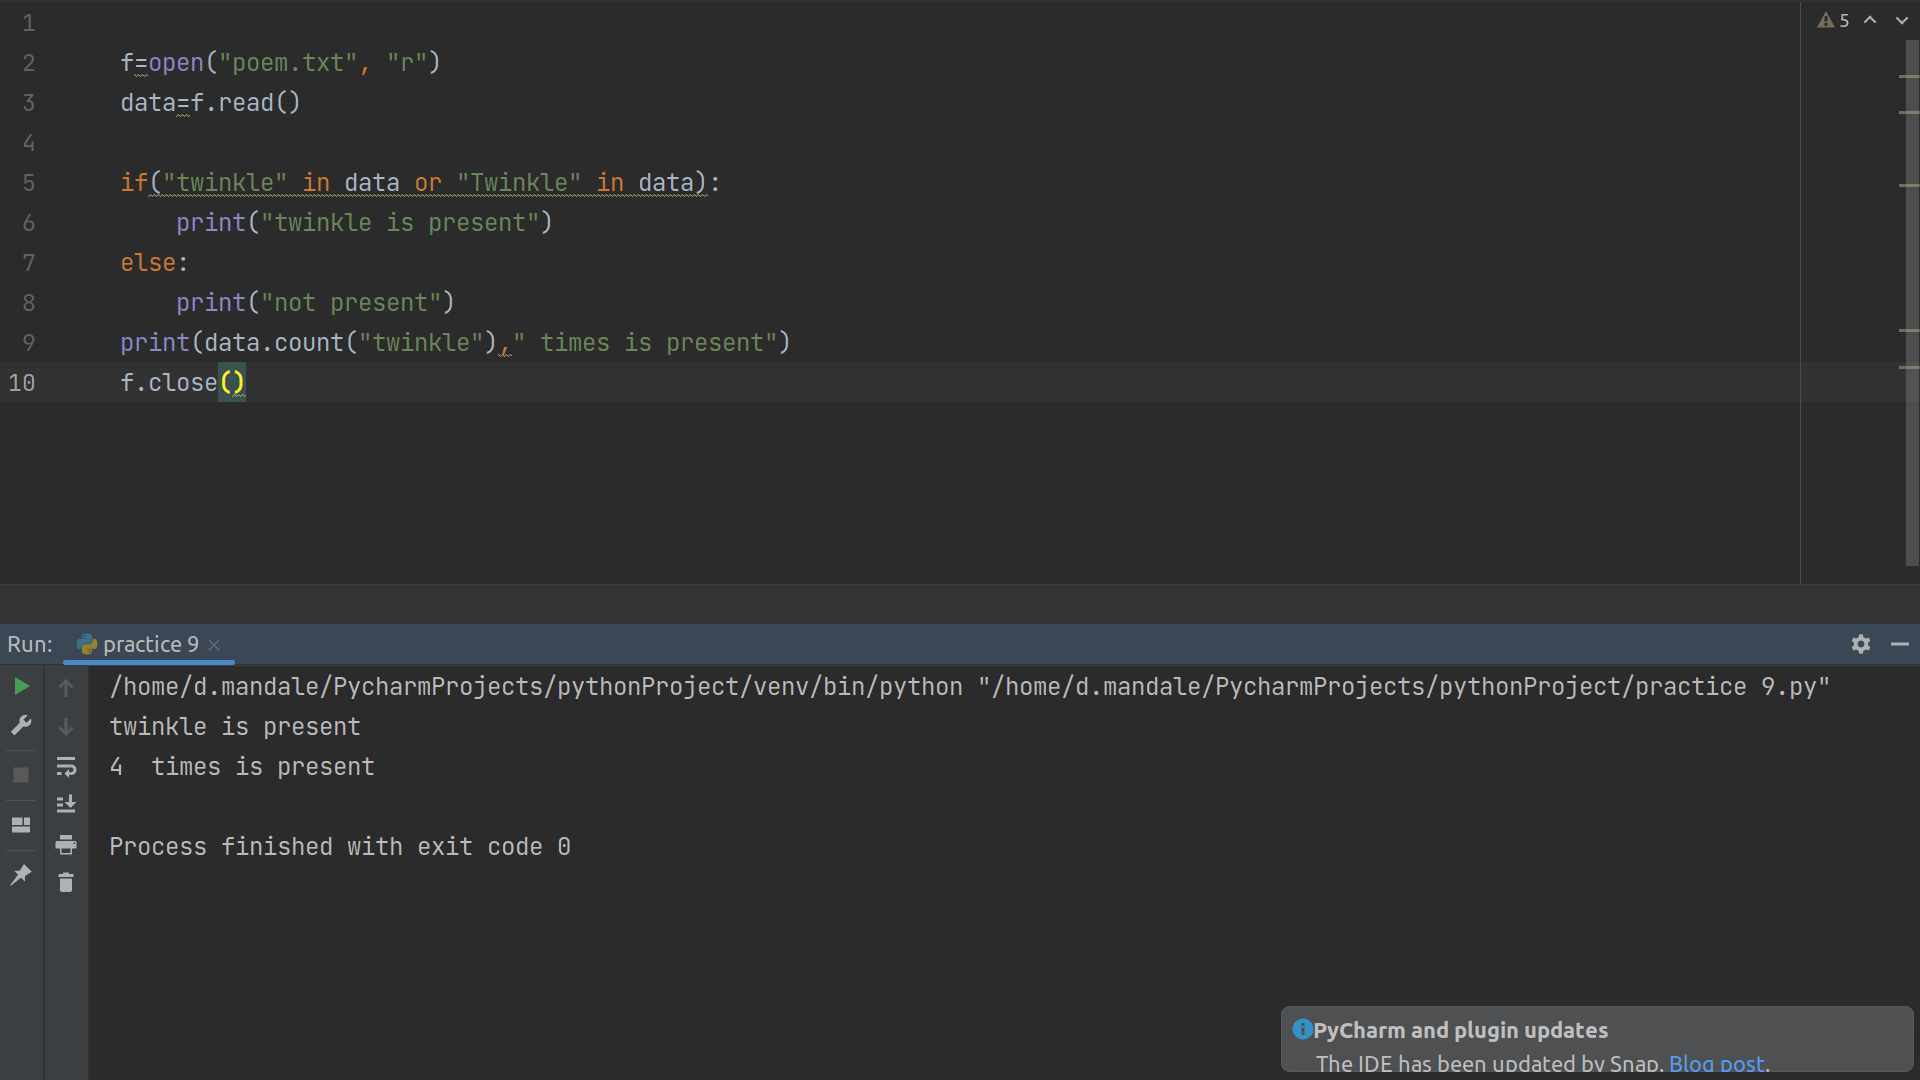 5
1
2 f=open("poem.txt", "r")
3 data=f.read()
4
5 if("twinkle" in data or "Twinkle" in data):
6 print("twinkle is present")
7 else:
8 print("not present")
9 print(data.count("twinkle")," times is present")
10 f.close()
Run: practice 9
/home/d.mandale/PycharmProjects/pythonProject/venv/bin/python "/home/d.mandale/PycharmProjects/pythonProject/practice 9.py"
twinkle is present
4  times is present
Process finished with exit code 0
PyCharm and plugin updates
The IDE has been updated by Snap. Blog post.